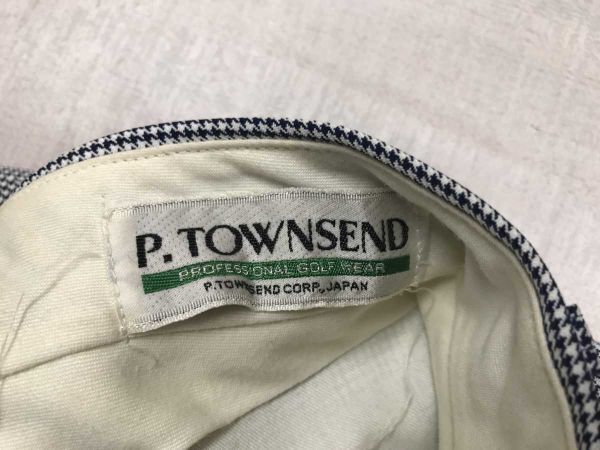 P. TOWNSEND
PROFESSIONAL GOLF WEAR
P.TOWNSEND CORP., JAPAN